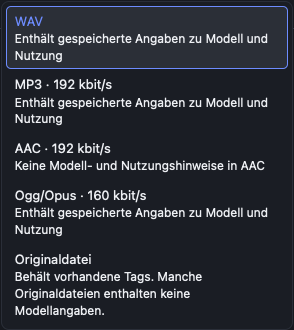 WAV
Enthält gespeicherte Angaben zu Modell und
Nutzung
MP3 · 192 kbit/s
Enthält gespeicherte Angaben zu Modell und
Nutzung
AAC · 192 kbit/s
Keine Modell- und Nutzungshinweise in AAC
Ogg/Opus · 160 kbit/s
Enthält gespeicherte Angaben zu Modell und
Nutzung
Originaldatei
Behält vorhandene Tags. Manche
Originaldateien enthalten keine
Modellangaben.